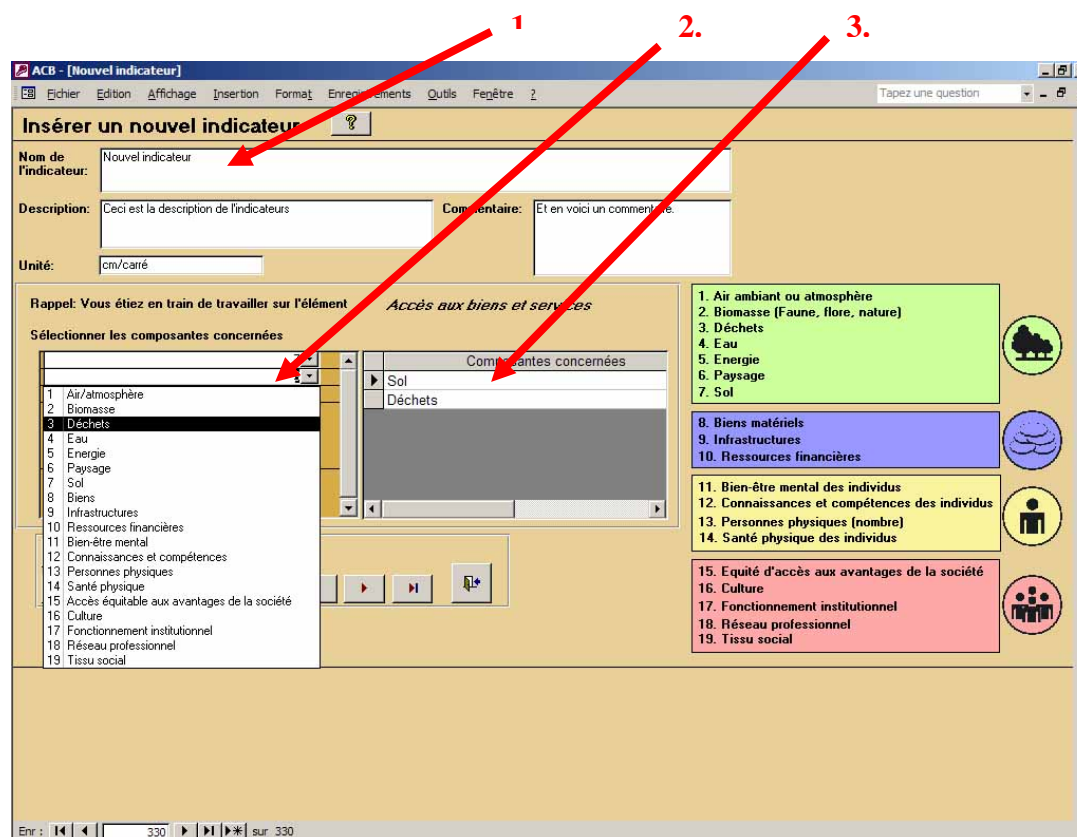 1 2. 3.
ACB - [Nouvel indicateur]
Fichier Edition Affichage Insertion Format Enregistrements Outils Fenêtre ? Tapez une question
Insérer un nouvel indicateur ?
Nom de l'indicateur: Nouvel indicateur
Description: Ceci est la description de l'indicateurs Commentaire: Et en voici un commentaire.
Unité: cm/carré
Rappel: Vous étiez en train de travailler sur l'élément Accès aux biens et services
Sélectionner les composantes concernées
Composantes concernées
Sol
Déchets
1 Air/atmosphère
2 Biomasse
3 Déchets
4 Eau
5 Energie
6 Paysage
7 Sol
8 Biens
9 Infrastructures
10 Ressources financières
11 Bien-être mental
12 Connaissances et compétences
13 Personnes physiques
14 Santé physique
15 Accès équitable aux avantages de la société
16 Culture
17 Fonctionnement institutionnel
18 Réseau professionnel
19 Tissu social
1. Air ambiant ou atmosphère
2. Biomasse (Faune, flore, nature)
3. Déchets
4. Eau
5. Energie
6. Paysage
7. Sol
8. Biens matériels
9. Infrastructures
10. Ressources financières
11. Bien-être mental des individus
12. Connaissances et compétences des individus
13. Personnes physiques (nombre)
14. Santé physique des individus
15. Equité d'accès aux avantages de la société
16. Culture
17. Fonctionnement institutionnel
18. Réseau professionnel
19. Tissu social
Enr : 330 sur 330